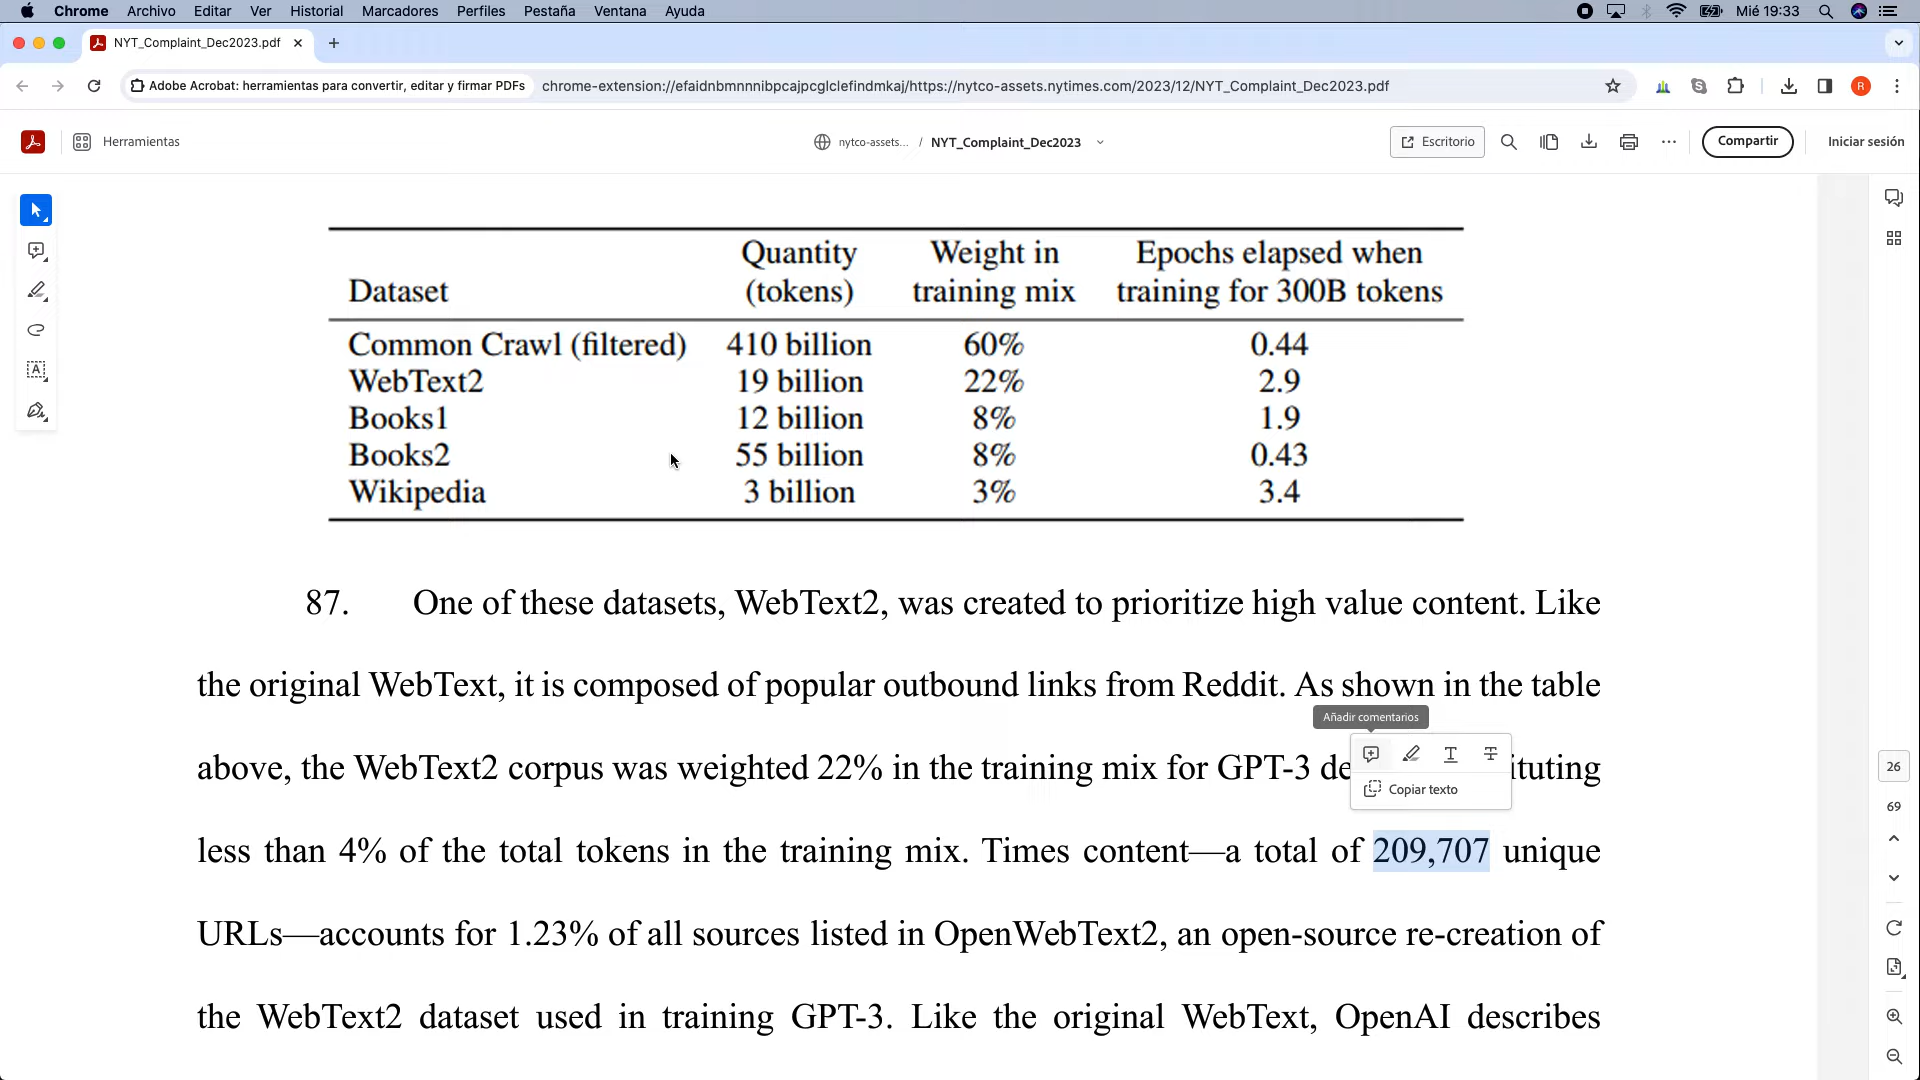 Chrome Archivo Editar Ver Historial Marcadores Perfiles Pestaña Ventana Ayuda Mié 19:33
NYT_Complaint_Dec2023.pdf
Adobe Acrobat: herramientas para convertir, editar y firmar PDFs chrome-extension://efaidnbmnnnibpcajpcglclefindmkaj/https://nytco-assets.nytimes.com/2023/12/NYT_Complaint_Dec2023.pdf R
Herramientas nytco-assets... / NYT_Complaint_Dec2023 Escritorio Compartir Iniciar sesión
Quantity Weight in Epochs elapsed when
Dataset (tokens) training mix training for 300B tokens
Common Crawl (filtered) 410 billion 60% 0.44
WebText2 19 billion 22% 2.9
Books1 12 billion 8% 1.9
Books2 55 billion 8% 0.43
Wikipedia 3 billion 3% 3.4
87. One of these datasets, WebText2, was created to prioritize high value content. Like
the original WebText, it is composed of popular outbound links from Reddit. As shown in the table
Añadir comentarios
above, the WebText2 corpus was weighted 22% in the training mix for GPT-3 de ituting
Copiar texto
26
69
less than 4% of the total tokens in the training mix. Times content—a total of 209,707 unique
URLs—accounts for 1.23% of all sources listed in OpenWebText2, an open-source re-creation of
the WebText2 dataset used in training GPT-3. Like the original WebText, OpenAI describes